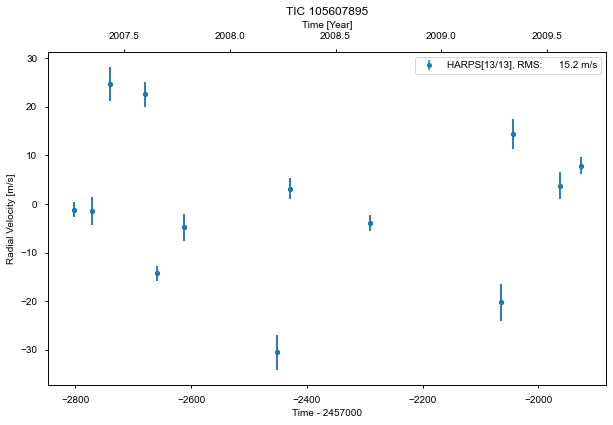 TIC 105607895
Time [Year]
2007.5 2008.0 2008.5 2009.0 2009.5
HARPS[13/13], RMS: 15.2 m/s
30
20
10
0
−10
−20
−30
Radial Velocity [m/s]
−2800 −2600 −2400 −2200 −2000
Time - 2457000